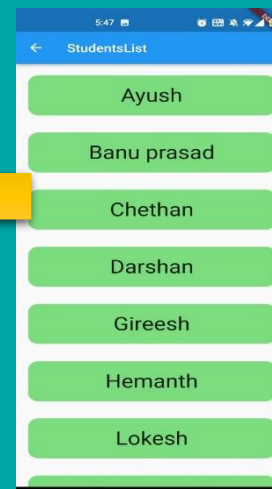 5:47
StudentsList
Ayush
Banu prasad
Chethan
Darshan
Gireesh
Hemanth
Lokesh